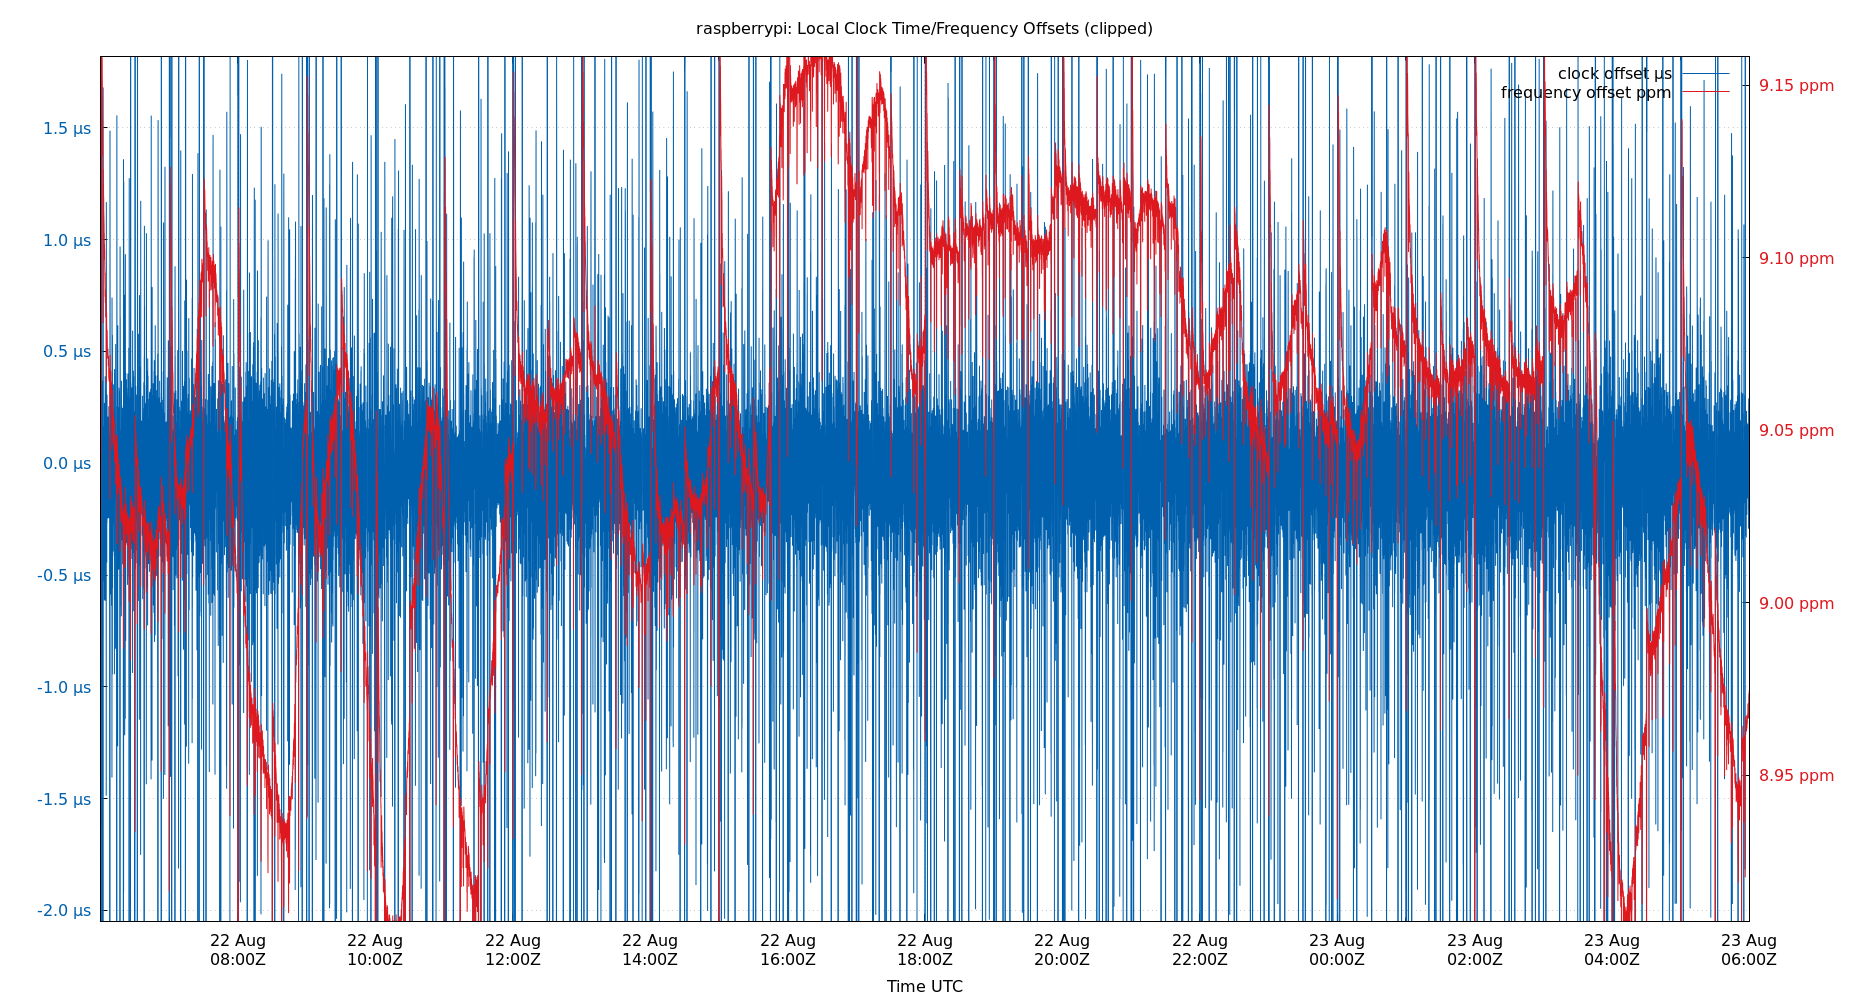 raspberrypi: Local Clock Time/Frequency Offsets (clipped)
clock offset µs
frequency offset ppm
1.5 µs
1.0 µs
0.5 µs
0.0 µs
-0.5 µs
-1.0 µs
-1.5 µs
-2.0 µs
9.15 ppm
9.10 ppm
9.05 ppm
9.00 ppm
8.95 ppm
22 Aug 22 Aug 22 Aug 22 Aug 22 Aug 22 Aug 22 Aug 22 Aug 23 Aug 23 Aug 23 Aug 23 Aug
08:00Z 10:00Z 12:00Z 14:00Z 16:00Z 18:00Z 20:00Z 22:00Z 00:00Z 02:00Z 04:00Z 06:00Z
Time UTC